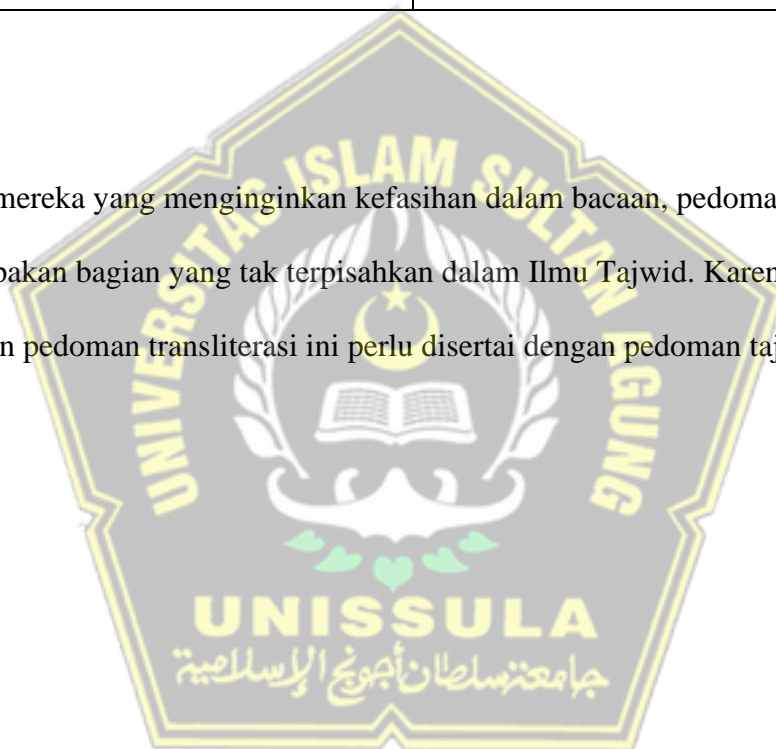 UNIVERSITAS ISLAM SULTAN AGUNG
mereka yang menginginkan kefasihan dalam bacaan, pedoma
pakan bagian yang tak terpisahkan dalam Ilmu Tajwid. Karen
n pedoman transliterasi ini perlu disertai dengan pedoman taj
UNISSULA
جامعة سلطان أجونج الإسلامية